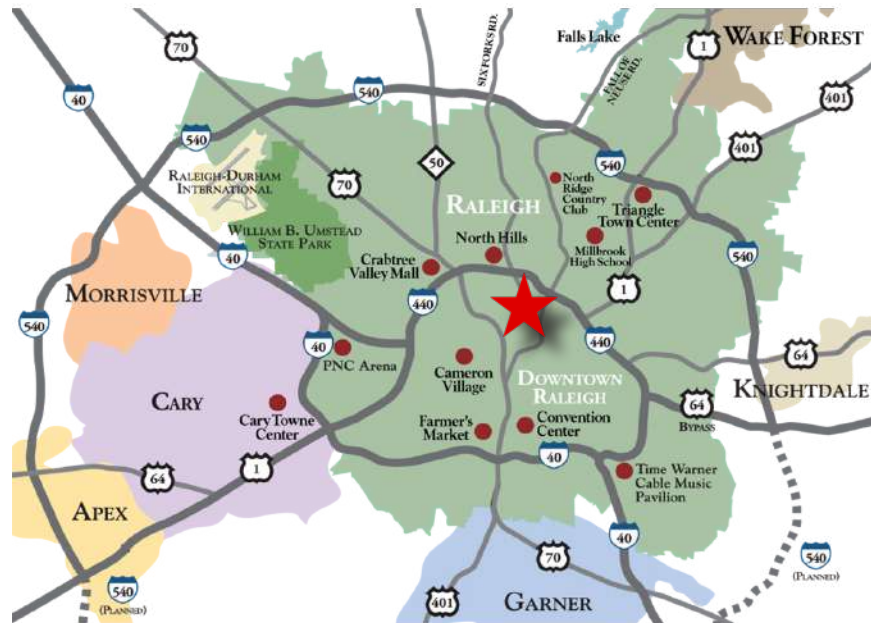 70
SIX FORKS RD.
FALLS LAKE
1
WAKE FOREST
40
540
FALL OF
NEUSE RD.
401
540
50
401
RALEIGH-DURHAM
INTERNATIONAL
70
NORTH
RIDGE
COUNTRY
CLUB
540
TRIANGLE
TOWN CENTER
RALEIGH
WILLIAM B. UMSTEAD
STATE PARK
NORTH HILLS
MILLBROOK
HIGH SCHOOL
40
CRABTREE
VALLEY MALL
540
1
MORRISVILLE
440
540
40
PNC ARENA
440
64
CAMERON
VILLAGE
DOWNTOWN
RALEIGH
KNIGHTDALE
CARY
CARY TOWNE
CENTER
FARMER'S
MARKET
CONVENTION
CENTER
64
BYPASS
1
64
40
TIME WARNER
CABLE MUSIC
PAVILION
APEX
40
70
540
(PLANNED)
540
(PLANNED)
401
GARNER